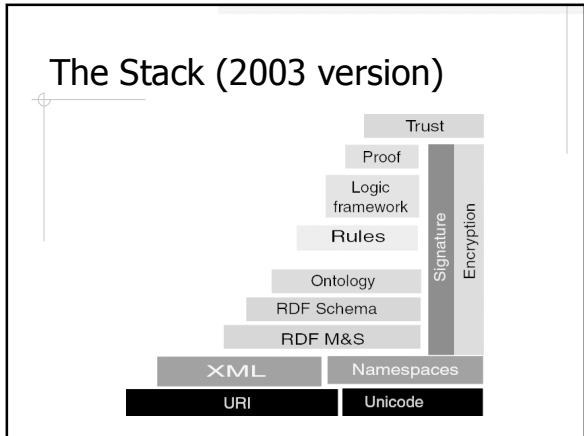 The Stack (2003 version)
Trust
Proof
Logic
framework
Rules
Ontology
RDF Schema
RDF M&S
Signature
Encryption
XML
Namespaces
URI
Unicode